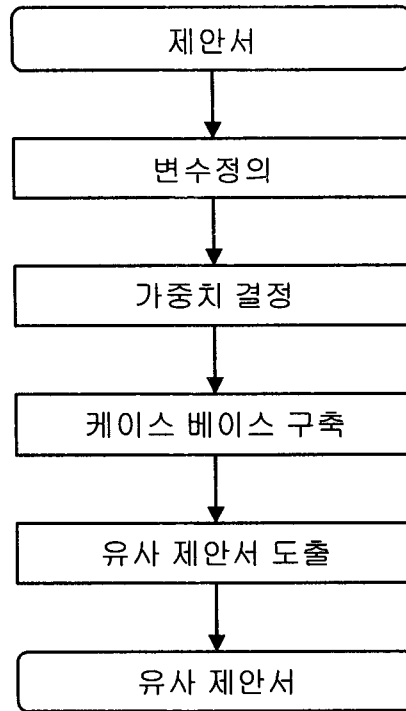 제안서
변수정의
가중치 결정
케이스 베이스 구축
유사 제안서 도출
유사 제안서